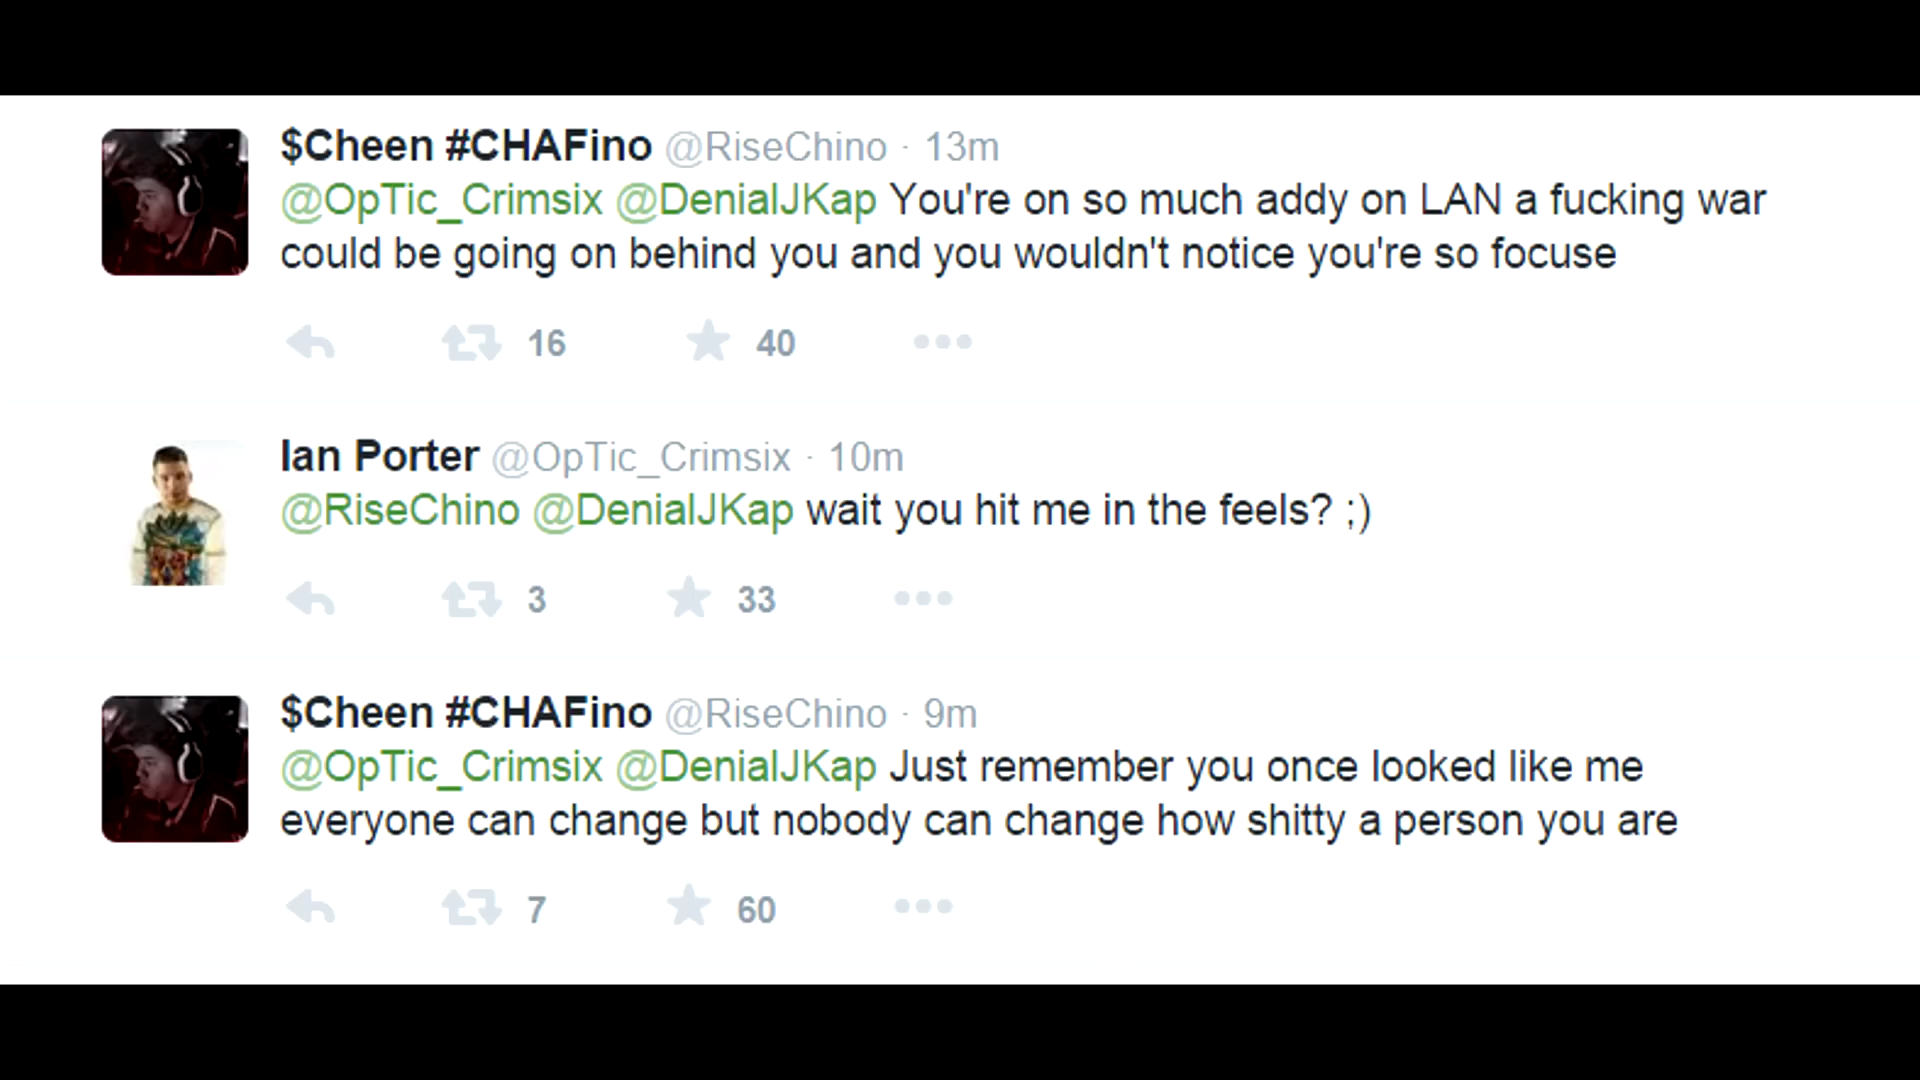 $Cheen #CHAFino @RiseChino · 13m
@OpTic_Crimsix @DenialJKap You're on so much addy on LAN a fucking war
could be going on behind you and you wouldn't notice you're so focuse
16 40
Ian Porter @OpTic_Crimsix · 10m
@RiseChino @DenialJKap wait you hit me in the feels? ;)
3 33
$Cheen #CHAFino @RiseChino · 9m
@OpTic_Crimsix @DenialJKap Just remember you once looked like me
everyone can change but nobody can change how shitty a person you are
7 60